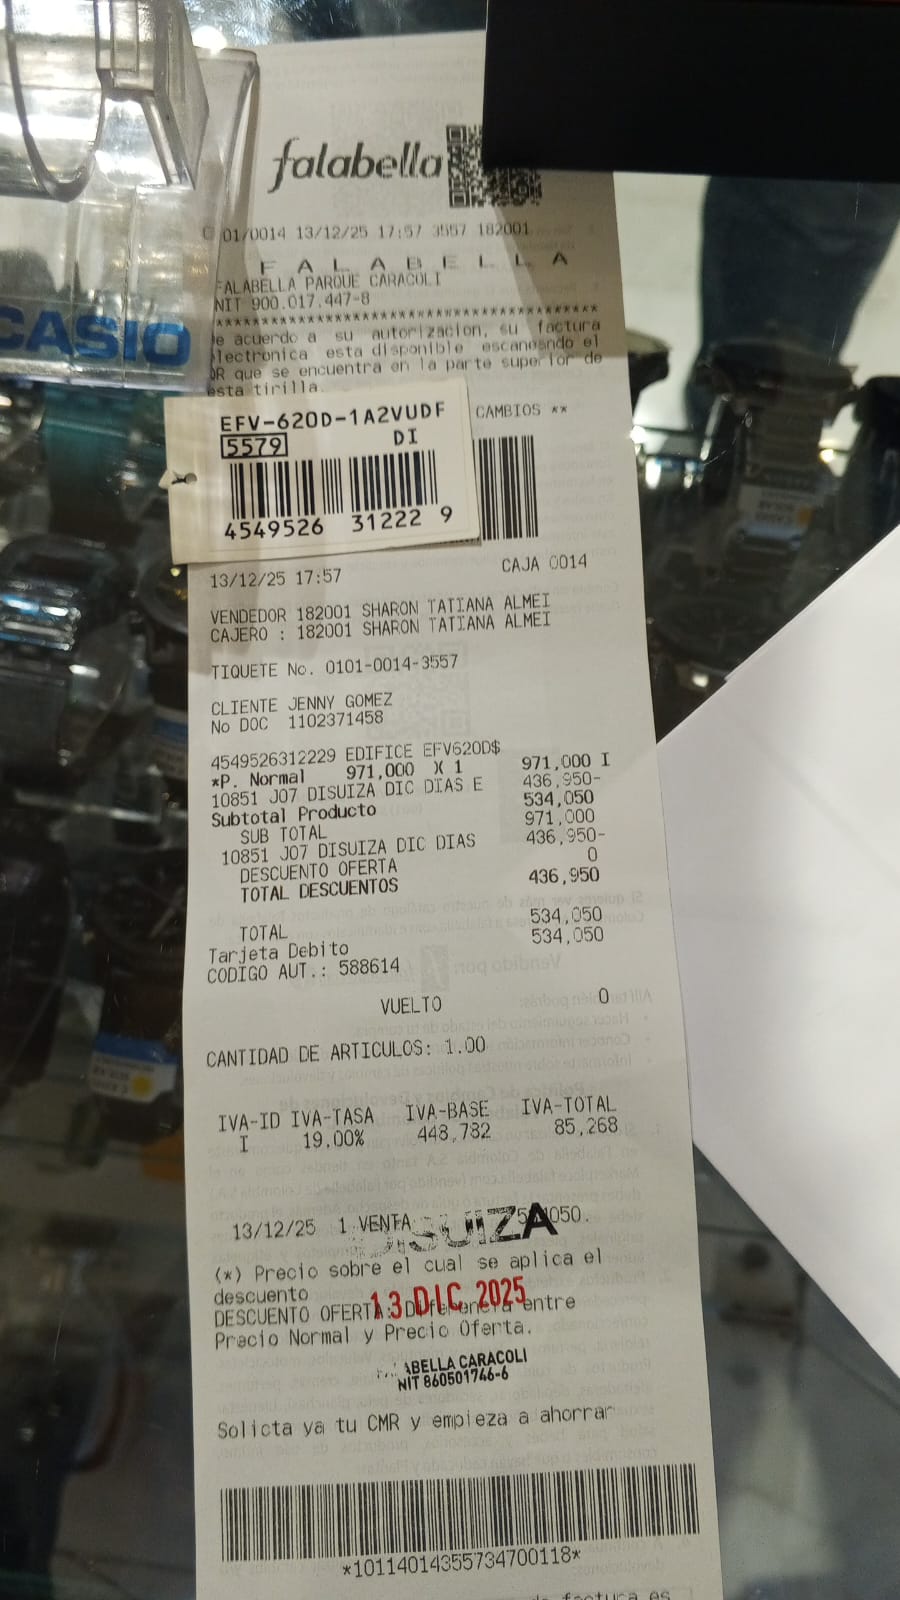 falabella
01/0014 13/12/25 17:57 3557 182001
F A L A B E L L A
FALABELLA PARQUE CARACOLI
NIT 900.017.447-8
****************************************
de acuerdo a su autorizacion, su factura
electronica esta disponible escaneando el
QR que se encuentra en la parte superior de
esta tirilla.
CAMBIOS **
CASIO
EFV-620D-1A2VUDF
5579 DI
4549526 31222 9
13/12/25 17:57 CAJA 0014
VENDEDOR 182001 SHARON TATIANA ALMEI
CAJERO : 182001 SHARON TATIANA ALMEI
TIQUETE No. 0101-0014-3557
CLIENTE JENNY GOMEZ
No DOC 1102371458
4549526312229 EDIFICE EFV620D$ 971,000 I
*P. Normal 971,000 X 1
10851 J07 DISUIZA DIC DIAS E 436,950-
Subtotal Producto 534,050
SUB TOTAL 971,000
10851 J07 DISUIZA DIC DIAS 436,950-
DESCUENTO OFERTA 0
TOTAL DESCUENTOS 436,950
TOTAL 534,050
Tarjeta Debito 534,050
CODIGO AUT.: 588614
VUELTO 0
CANTIDAD DE ARTICULOS: 1.00
IVA-ID IVA-TASA IVA-BASE IVA-TOTAL
I 19.00% 448,782 85,268
13/12/25 1 VENTA
DISUIZA
(*) Precio sobre el cual se aplica el
descuento
13 DIC 2025
DESCUENTO OFERTA: Diferencia entre
Precio Normal y Precio Oferta.
ABELLA CARACOLI
NIT 860501746-6
Solicta ya tu CMR y empieza a ahorrar
*10114014355734700118*